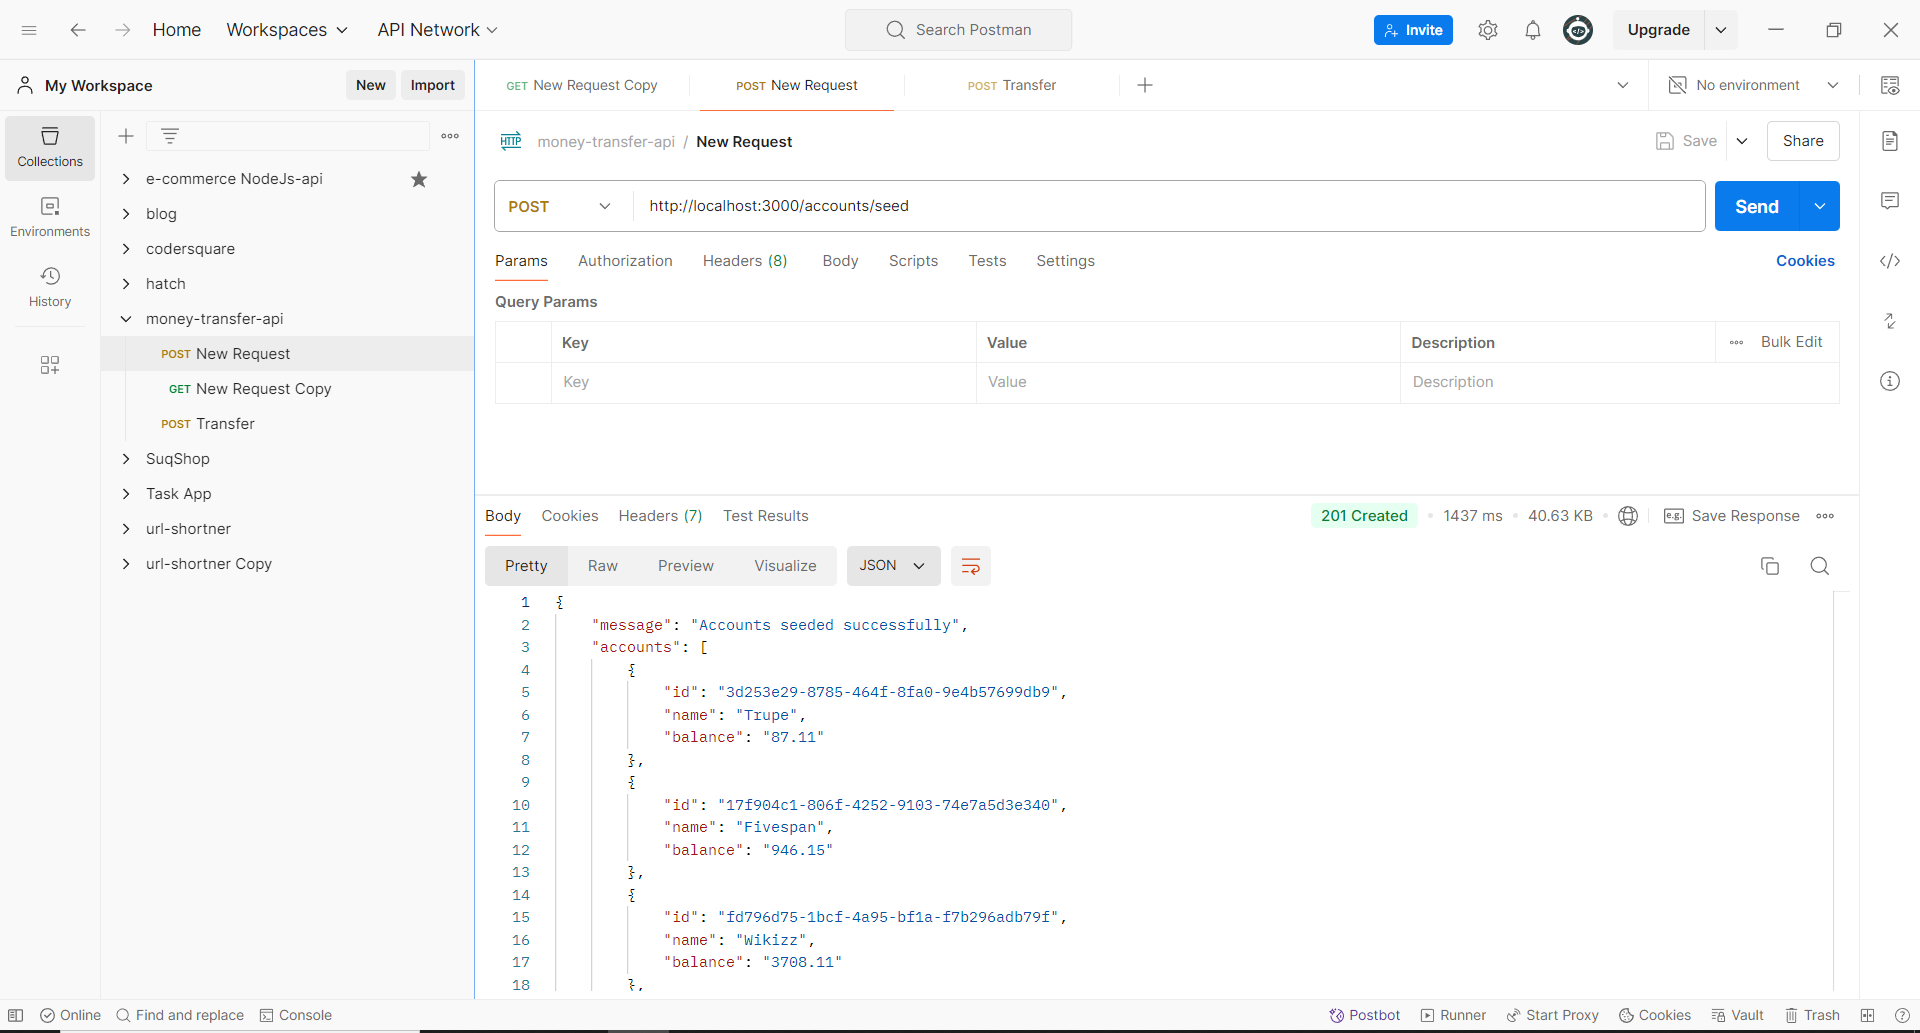 Home Workspaces API Network Search Postman Invite Upgrade
My Workspace New Import
GET New Request Copy POST New Request POST Transfer No environment
Collections
Environments
History
e-commerce NodeJs-api
blog
codersquare
hatch
money-transfer-api
POST New Request
GET New Request Copy
POST Transfer
SuqShop
Task App
url-shortner
url-shortner Copy
HTTP money-transfer-api / New Request Save Share
POST http://localhost:3000/accounts/seed Send
Params Authorization Headers (8) Body Scripts Tests Settings Cookies
Query Params
Key Value Description Bulk Edit
Key Value Description
Body Cookies Headers (7) Test Results 201 Created 1437 ms 40.63 KB e.g. Save Response
Pretty Raw Preview Visualize JSON
1 {
2 "message": "Accounts seeded successfully",
3 "accounts": [
4 {
5 "id": "3d253e29-8785-464f-8fa0-9e4b57699db9",
6 "name": "Trupe",
7 "balance": "87.11"
8 },
9 {
10 "id": "17f904c1-806f-4252-9103-74e7a5d3e340",
11 "name": "Fivespan",
12 "balance": "946.15"
13 },
14 {
15 "id": "fd796d75-1bcf-4a95-bf1a-f7b296adb79f",
16 "name": "Wikizz",
17 "balance": "3708.11"
18 },
Online Find and replace Console Postbot Runner Start Proxy Cookies Vault Trash